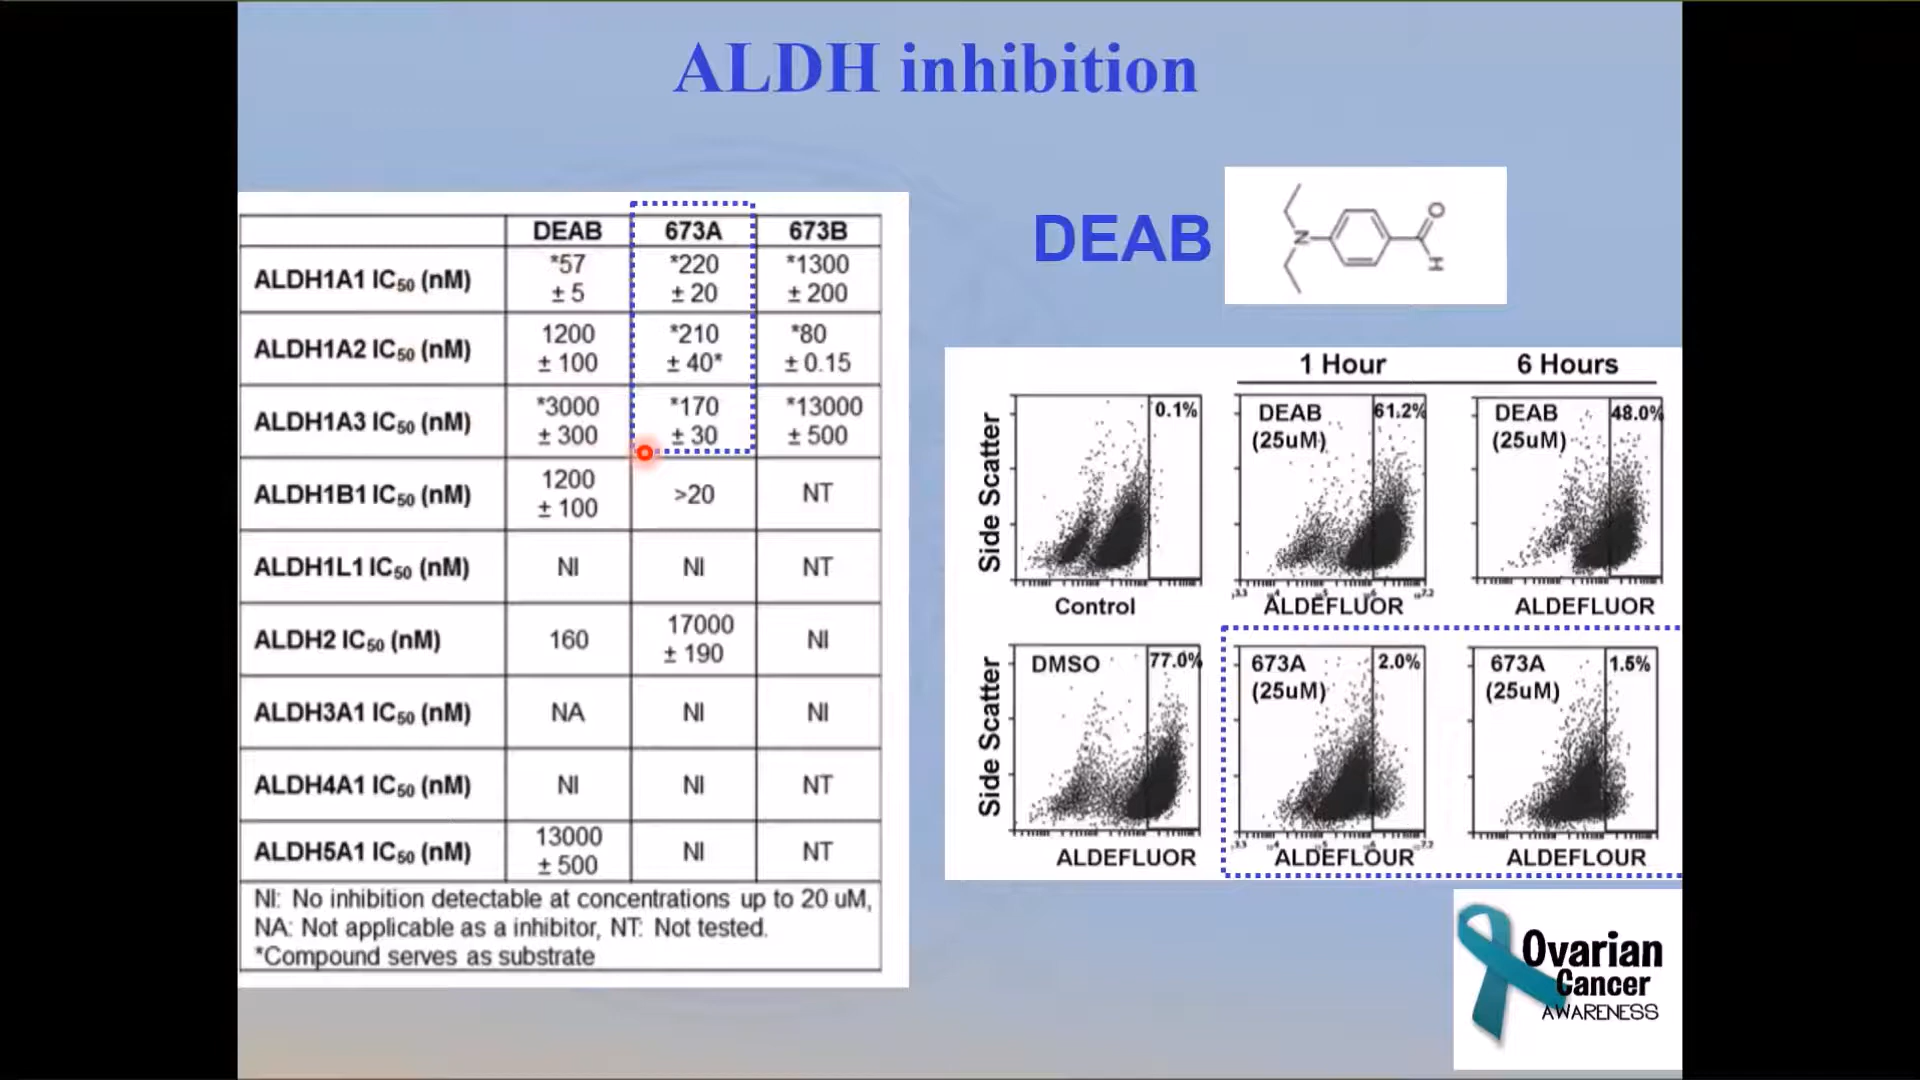 ALDH inhibition
DEAB 673A 673B
ALDH1A1 IC50 (nM) *57 ± 5 *220 ± 20 *1300 ± 200
ALDH1A2 IC50 (nM) 1200 ± 100 *210 ± 40* *80 ± 0.15
ALDH1A3 IC50 (nM) *3000 ± 300 *170 ± 30 *13000 ± 500
ALDH1B1 IC50 (nM) 1200 ± 100 >20 NT
ALDH1L1 IC50 (nM) NI NI NT
ALDH2 IC50 (nM) 160 17000 ± 190 NI
ALDH3A1 IC50 (nM) NA NI NI
ALDH4A1 IC50 (nM) NI NI NT
ALDH5A1 IC50 (nM) 13000 ± 500 NI NT
NI: No inhibition detectable at concentrations up to 20 uM,
NA: Not applicable as a inhibitor, NT: Not tested.
*Compound serves as substrate
DEAB
N O H
1 Hour 6 Hours
Side Scatter
0.1%
Control
DEAB 61.2%
(25uM)
ALDEFLUOR
DEAB 48.0%
(25uM)
ALDEFLUOR
Side Scatter
DMSO 77.0%
ALDEFLUOR
673A 2.0%
(25uM)
ALDEFLOUR
673A 1.5%
(25uM)
ALDEFLOUR
Ovarian
Cancer
AWARENESS